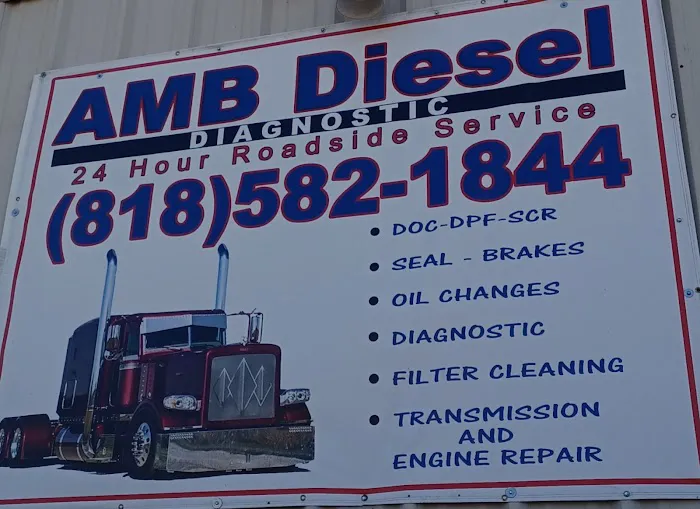 AMB Diesel
DIAGNOSTIC
24 Hour Roadside Service
(818)582-1844
• DOC-DPF-SCR
• SEAL - BRAKES
• OIL CHANGES
• DIAGNOSTIC
• FILTER CLEANING
• TRANSMISSION
AND
ENGINE REPAIR